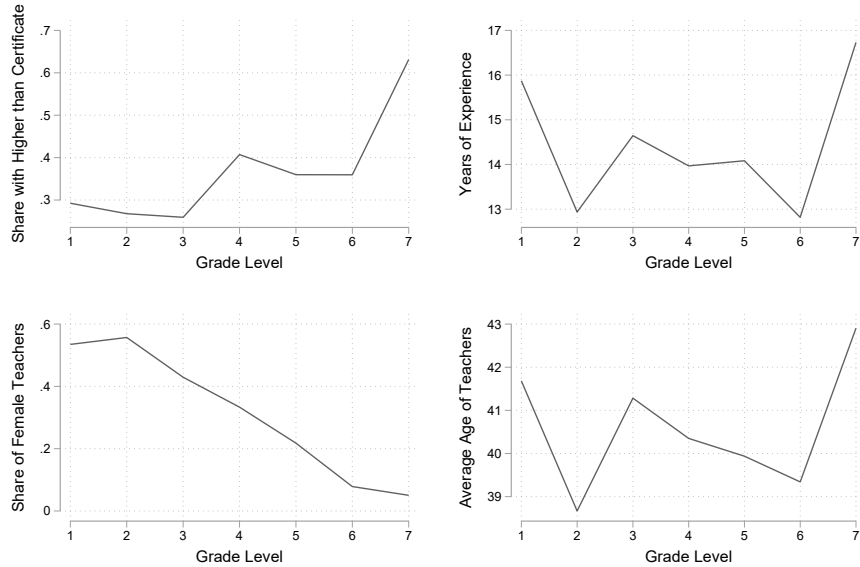 Share with Higher than Certificate
.7
.6
.5
.4
.3
1 2 3 4 5 6 7
Grade Level
Years of Experience
17
16
15
14
13
1 2 3 4 5 6 7
Grade Level
Share of Female Teachers
.6
.4
.2
0
1 2 3 4 5 6 7
Grade Level
Average Age of Teachers
43
42
41
40
39
1 2 3 4 5 6 7
Grade Level